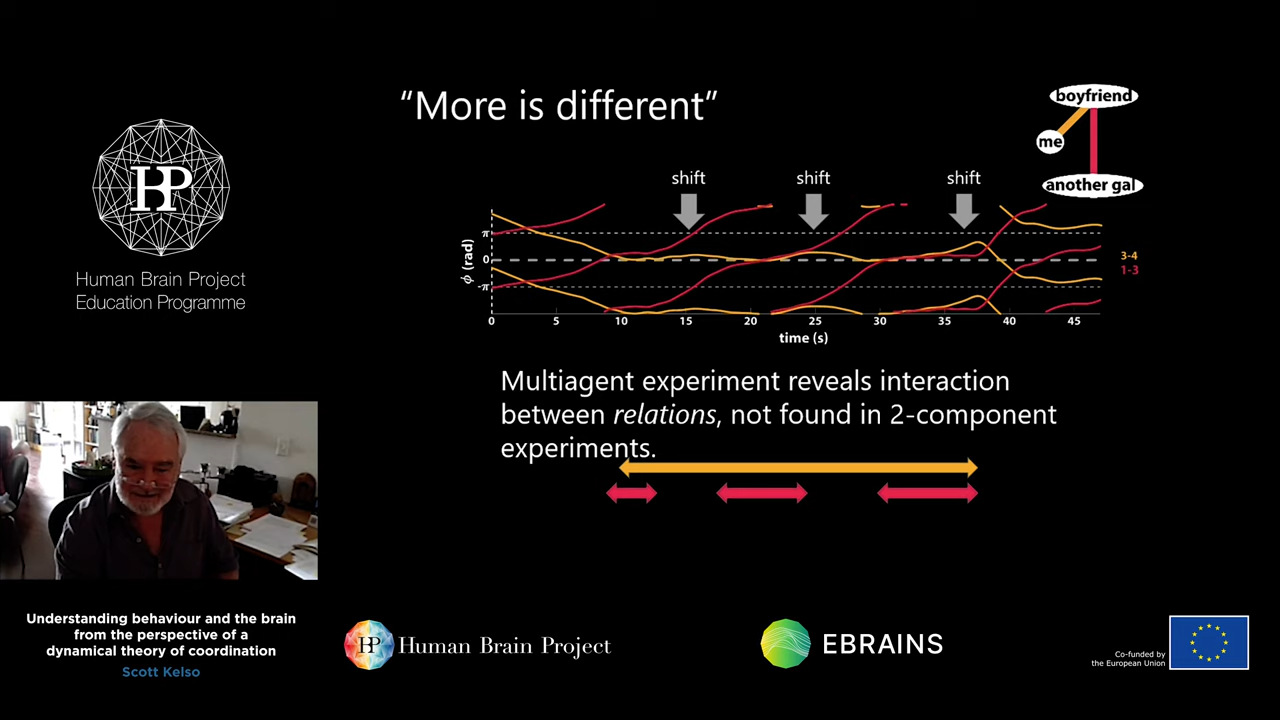 “More is different”
boyfriend
me
another gal
shift shift shift
ϕ (rad)
π
0
-π
3-4
1-3
0 5 10 15 20 25 30 35 40 45
time (s)
HP
Human Brain Project
Education Programme
Multiagent experiment reveals interaction
between relations, not found in 2-component
experiments.
Understanding behaviour and the brain
from the perspective of a
dynamical theory of coordination
Scott Kelso
HP Human Brain Project
EBRAINS
Co-funded by
the European Union